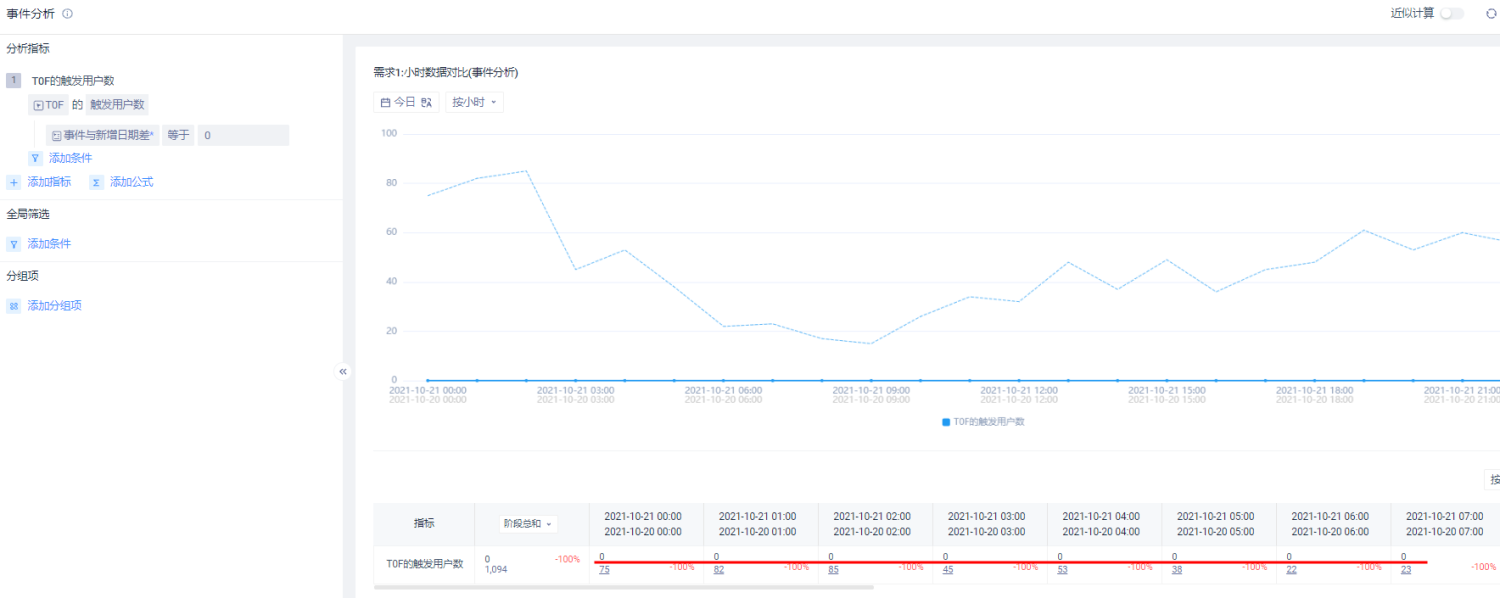 事件分析
近似计算
分析指标
1 TOF的触发用户数
TOF 的 触发用户数
事件与新增日期差* 等于 0
添加条件
添加指标 Σ 添加公式
全局筛选
添加条件
分组项
添加分组项
«
需求1:小时数据对比(事件分析)
今日 按小时
100
80
60
40
20
0
2021-10-21 00:00 2021-10-21 03:00 2021-10-21 06:00 2021-10-21 09:00 2021-10-21 12:00 2021-10-21 15:00 2021-10-21 18:00 2021-10-21 21:00
2021-10-20 00:00 2021-10-20 03:00 2021-10-20 06:00 2021-10-20 09:00 2021-10-20 12:00 2021-10-20 15:00 2021-10-20 18:00 2021-10-20 21:00
TOF的触发用户数
按
指标 阶段总和
2021-10-21 00:00 2021-10-21 01:00 2021-10-21 02:00 2021-10-21 03:00 2021-10-21 04:00 2021-10-21 05:00 2021-10-21 06:00 2021-10-21 07:00
2021-10-20 00:00 2021-10-20 01:00 2021-10-20 02:00 2021-10-20 03:00 2021-10-20 04:00 2021-10-20 05:00 2021-10-20 06:00 2021-10-20 07:00
TOF的触发用户数
0 -100% 0 0 0 0 0 0 0 0
1,094 75 -100% 82 -100% 85 -100% 45 -100% 53 -100% 38 -100% 22 -100% 23 -100%